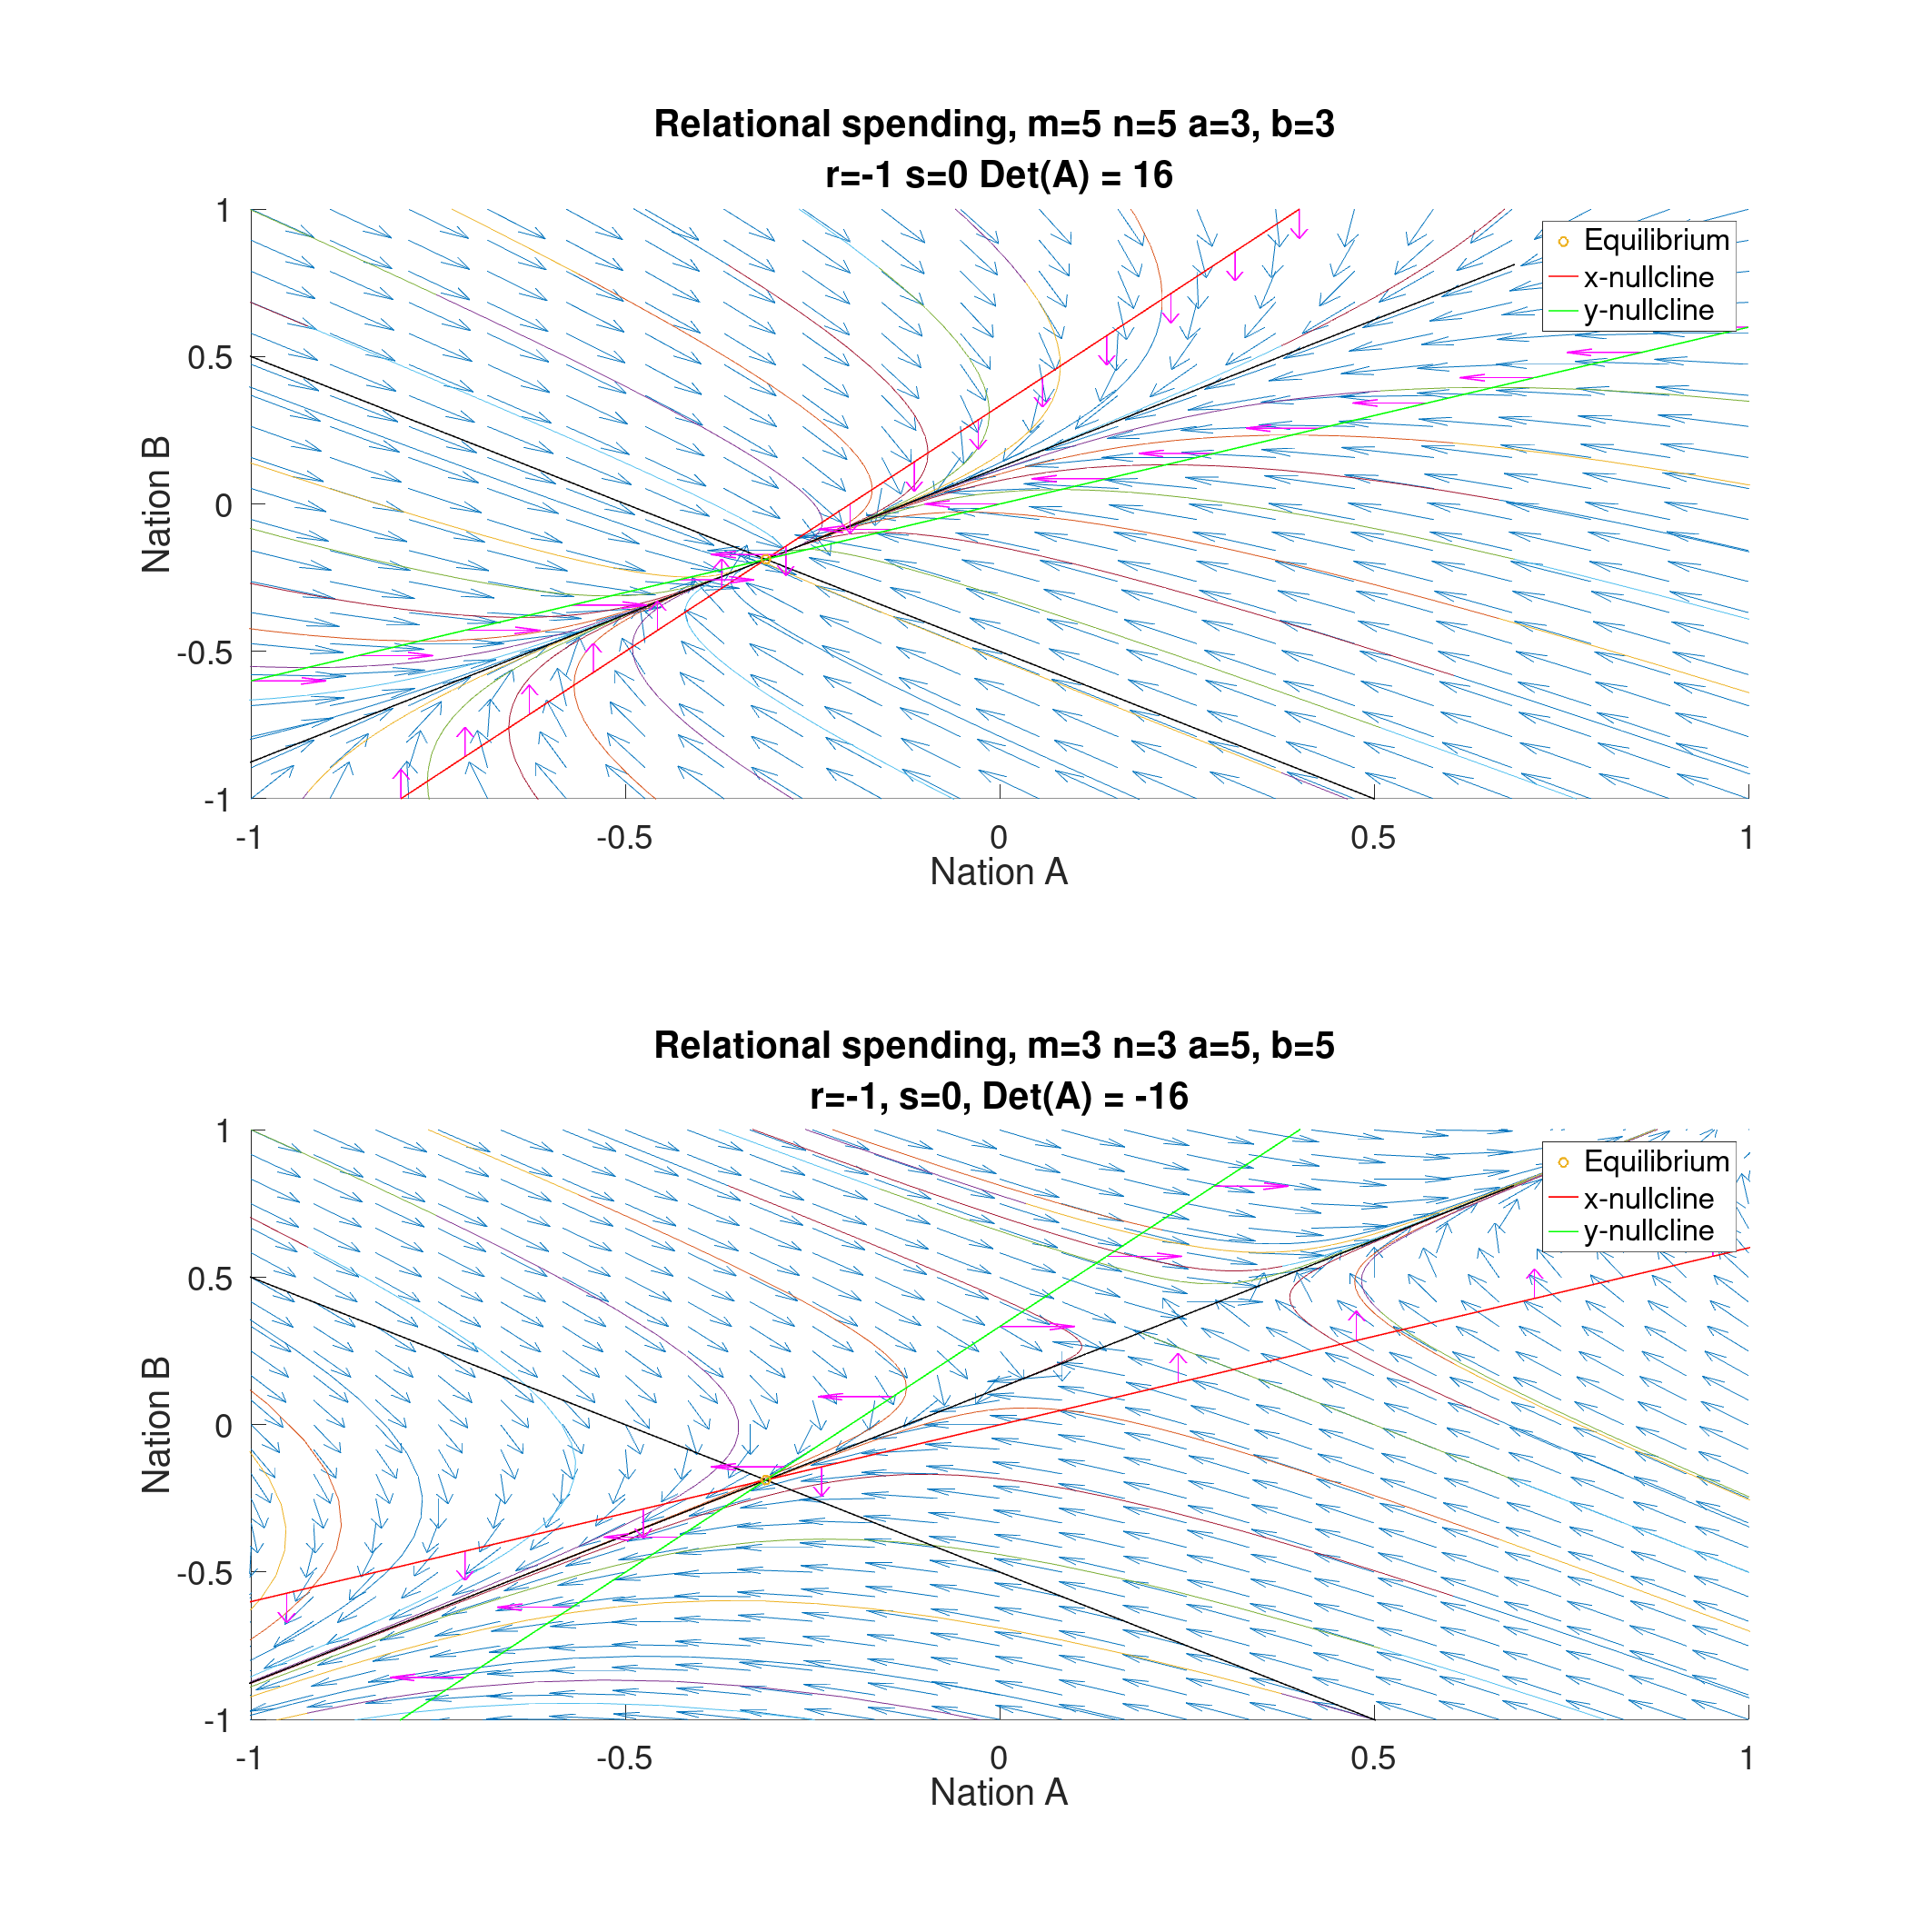 Relational spending, m=5 n=5 a=3, b=3
r=-1 s=0 Det(A) = 16
1
0.5
0
-0.5
-1
Nation B
-1
-0.5
0
0.5
1
Nation A
Equilibrium
x-nullcline
y-nullcline
Relational spending, m=3 n=3 a=5, b=5
r=-1, s=0, Det(A) = -16
1
0.5
0
-0.5
-1
Nation B
-1
-0.5
0
0.5
1
Nation A
Equilibrium
x-nullcline
y-nullcline